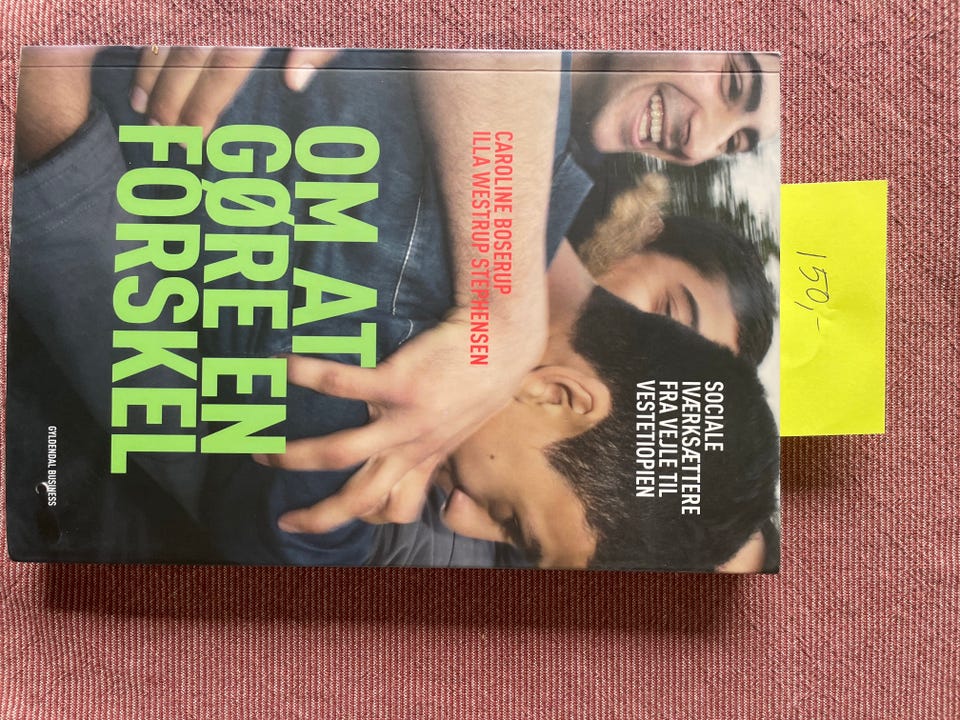 SOCIALE
IVÆRKSÆTTERE
FRA VEJLE TIL
VESTETIOPIEN
CAROLINE BOSERUP
ILLA WESTRUP STEPHENSEN
OM AT
GØRE EN
FORSKEL
GYLDENDAL BUSINESS
150,-